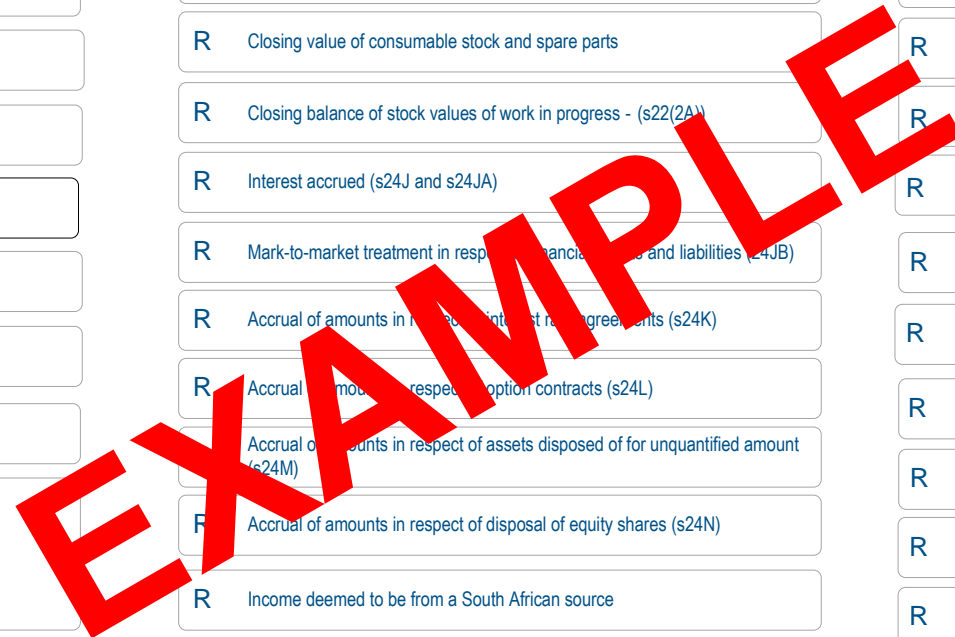 R Closing value of consumable stock and spare parts R
R Closing balance of stock values of work in progress - (s22(2A)) R
R Interest accrued (s24J and s24JA) R
R Mark-to-market treatment in and liabilities (24JB) R
R Accrual of amounts in (s24K) R
R Accrual option contracts (s24L) R
Accrual in respect of assets disposed of for unquantified amount
(s24M) R
R Accrual of amounts in respect of disposal of equity shares (s24N) R
R Income deemed to be from a South African source R
EXAMPLE